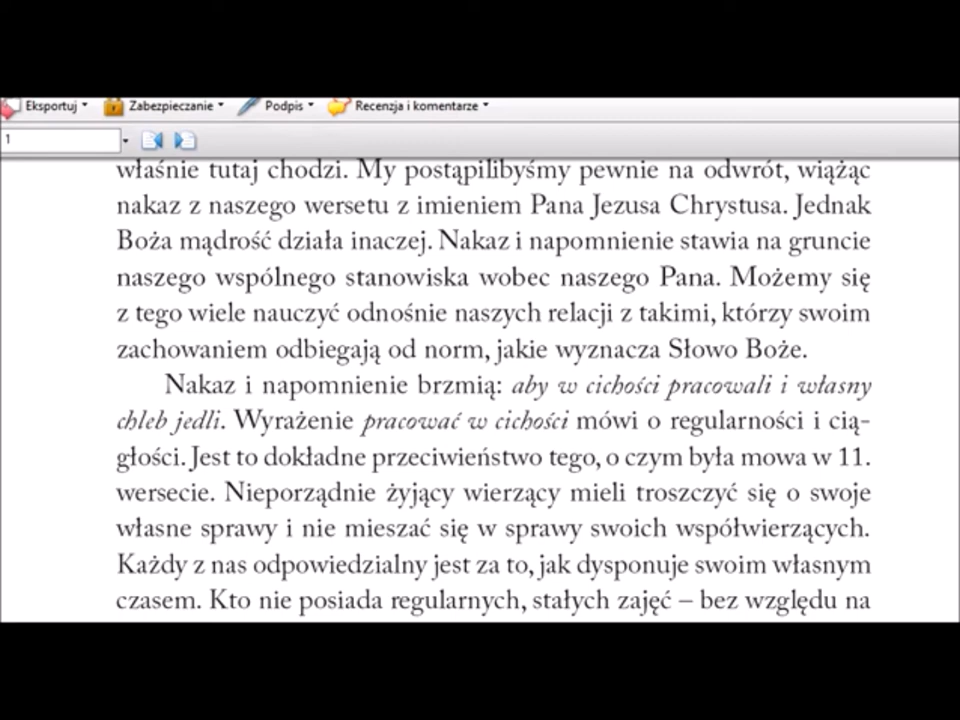 Eksportuj Zabezpieczanie Podpis Recenzja i komentarze
1
właśnie tutaj chodzi. My postąpilibyśmy pewnie na odwrót, wiążąc
nakaz z naszego wersetu z imieniem Pana Jezusa Chrystusa. Jednak
Boża mądrość działa inaczej. Nakaz i napomnienie stawia na gruncie
naszego wspólnego stanowiska wobec naszego Pana. Możemy się
z tego wiele nauczyć odnośnie naszych relacji z takimi, którzy swoim
zachowaniem odbiegają od norm, jakie wyznacza Słowo Boże.
Nakaz i napomnienie brzmią: aby w cichości pracowali i własny
chleb jedli. Wyrażenie pracować w cichości mówi o regularności i cią-
głości. Jest to dokładne przeciwieństwo tego, o czym była mowa w 11.
wersecie. Nieporządnie żyjący wierzący mieli troszczyć się o swoje
własne sprawy i nie mieszać się w sprawy swoich współwierzących.
Każdy z nas odpowiedzialny jest za to, jak dysponuje swoim własnym
czasem. Kto nie posiada regularnych, stałych zajęć – bez względu na